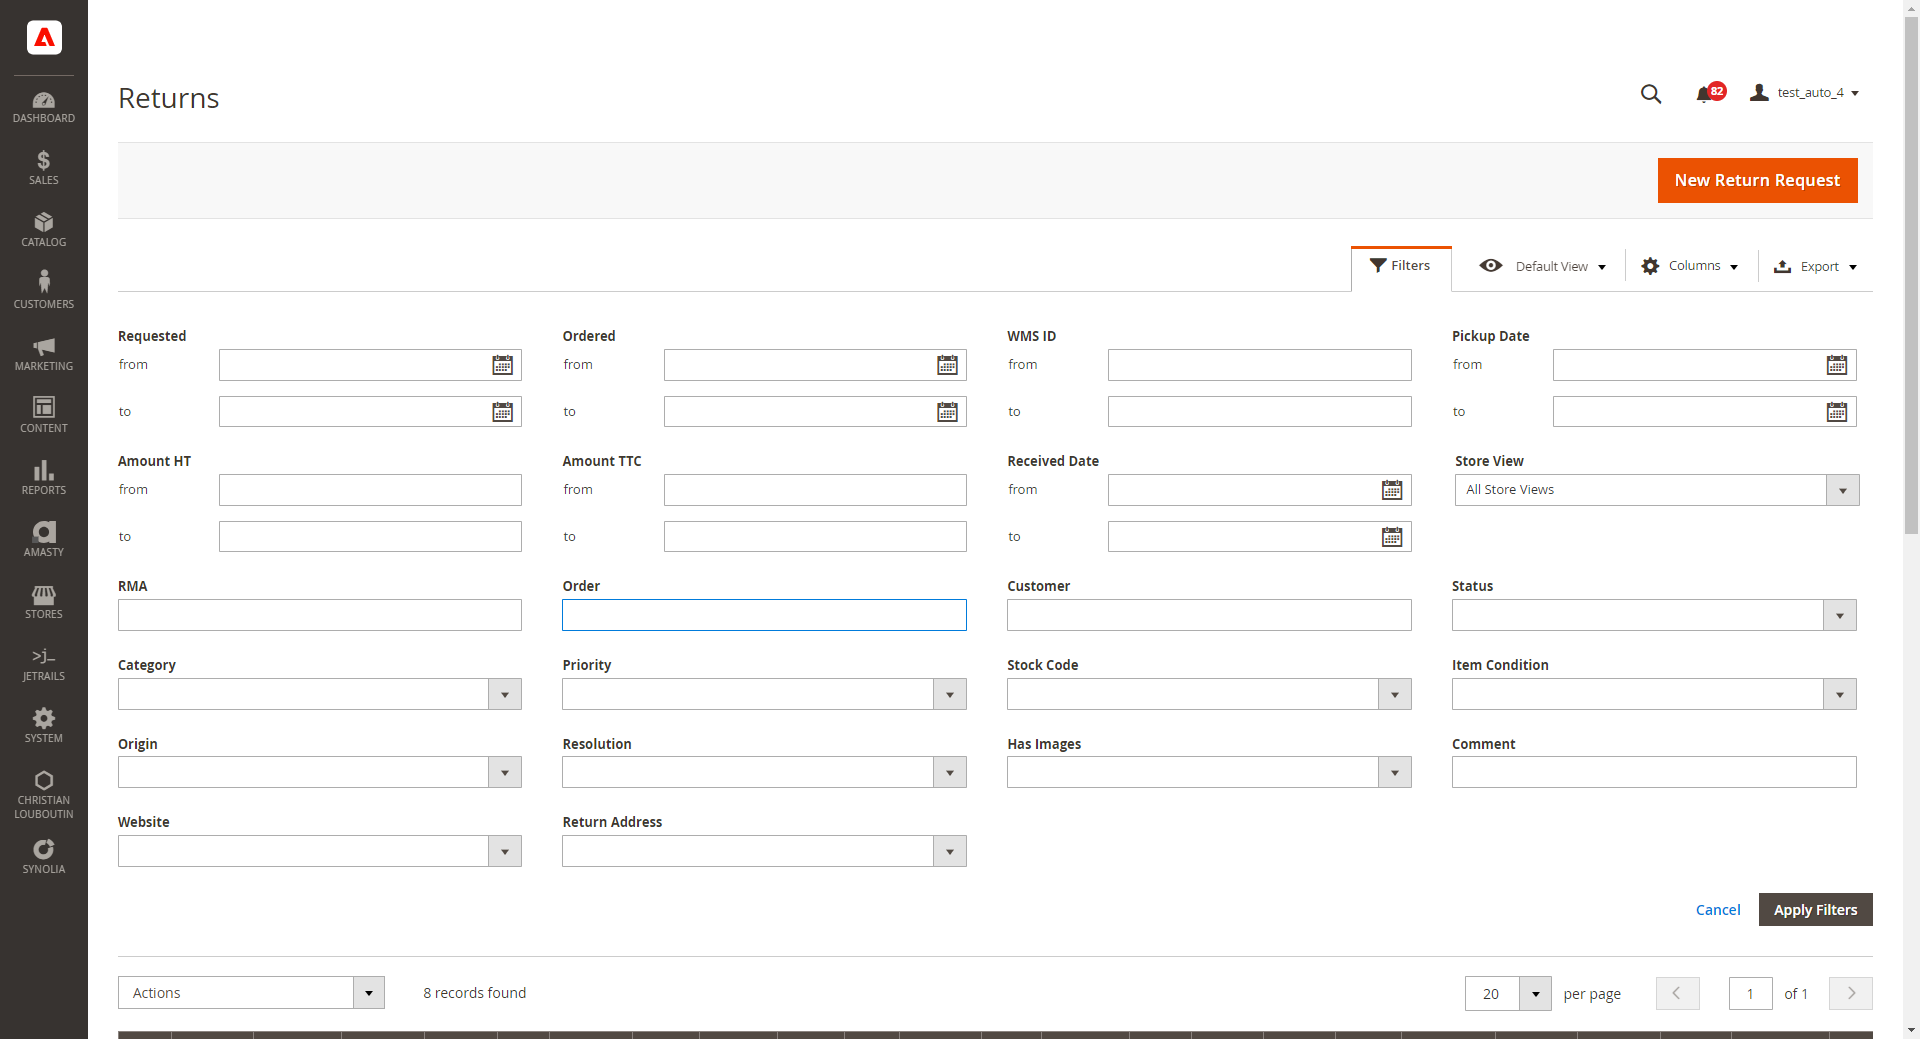 Returns
82
test_auto_4
DASHBOARD
SALES
CATALOG
CUSTOMERS
MARKETING
CONTENT
REPORTS
AMASTY
STORES
>j_
JETRAILS
SYSTEM
CHRISTIAN
LOUBOUTIN
SYNOLIA
New Return Request
Filters
Default View
Columns
Export
Requested
from
to
Ordered
from
to
WMS ID
from
to
Pickup Date
from
to
Amount HT
from
to
Amount TTC
from
to
Received Date
from
to
Store View
All Store Views
RMA
Order
Customer
Status
Category
Priority
Stock Code
Item Condition
Origin
Resolution
Has Images
Comment
Website
Return Address
Cancel
Apply Filters
Actions
8 records found
20
per page
1
of 1